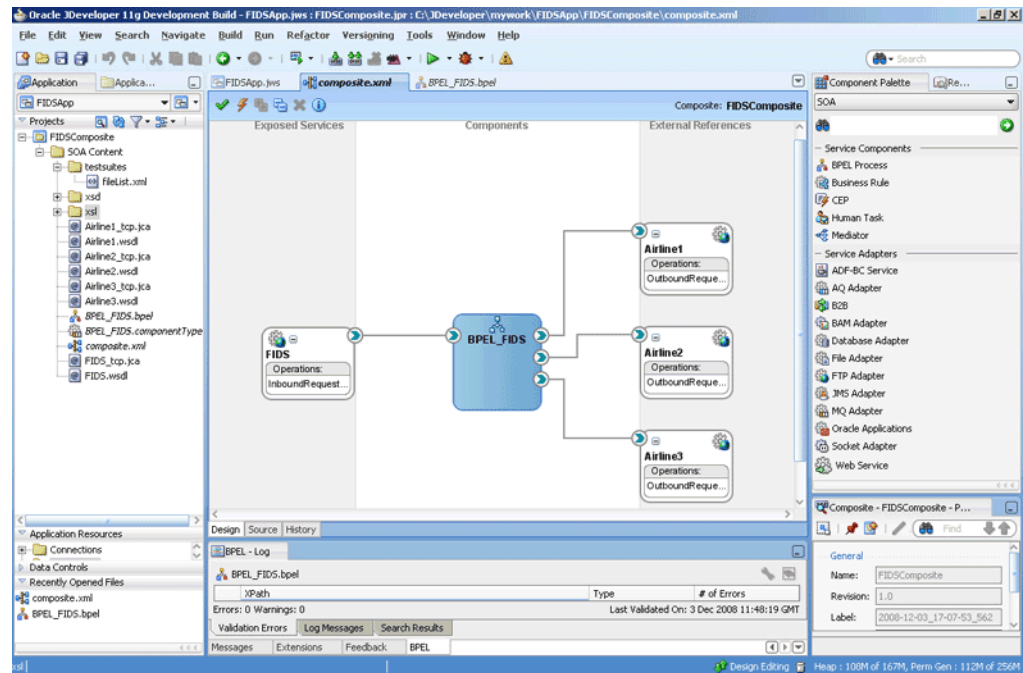 Oracle JDeveloper 11g Development Build - FIDSApp.jws : FIDSComposite.jpr : C:\JDeveloper\mywork\FIDSApp\FIDSComposite\composite.xml
File Edit View Search Navigate Build Run Refactor Versioning Tools Window Help
Search
Application Applica...
FIDSApp
Projects
FIDSComposite
SOA Content
testsuites
fileList.xml
xsd
xsl
Airline1_tcp.jca
Airline1.wsdl
Airline2_tcp.jca
Airline2.wsdl
Airline3_tcp.jca
Airline3.wsdl
BPEL_FIDS.bpel
BPEL_FIDS.componentType
composite.xml
FIDS_tcp.jca
FIDS.wsdl
Application Resources
Connections
Data Controls
Recently Opened Files
composite.xml
BPEL_FIDS.bpel
FIDSApp.jws composite.xml BPEL_FIDS.bpel
Composite: FIDSComposite
Exposed Services Components External References
FIDS
Operations:
InboundRequest...
BPEL_FIDS
Airline1
Operations:
OutboundReque...
Airline2
Operations:
OutboundReque...
Airline3
Operations:
OutboundReque...
Design Source History
BPEL - Log
BPEL_FIDS.bpel
XPath Type # of Errors
Errors: 0 Warnings: 0 Last Validated On: 3 Dec 2008 11:48:19 GMT
Validation Errors Log Messages Search Results
Messages Extensions Feedback BPEL
Component Palette Re...
SOA
Service Components
BPEL Process
Business Rule
CEP
Human Task
Mediator
Service Adapters
ADF-BC Service
AQ Adapter
B2B
BAM Adapter
Database Adapter
File Adapter
FTP Adapter
JMS Adapter
MQ Adapter
Oracle Applications
Socket Adapter
Web Service
Composite - FIDSComposite - P...
Find
General
Name: FIDSComposite
Revision: 1.0
Label: 2008-12-03_17-07-53_562
xsl Design Editing Heap : 108M of 167M, Perm Gen : 112M of 256M